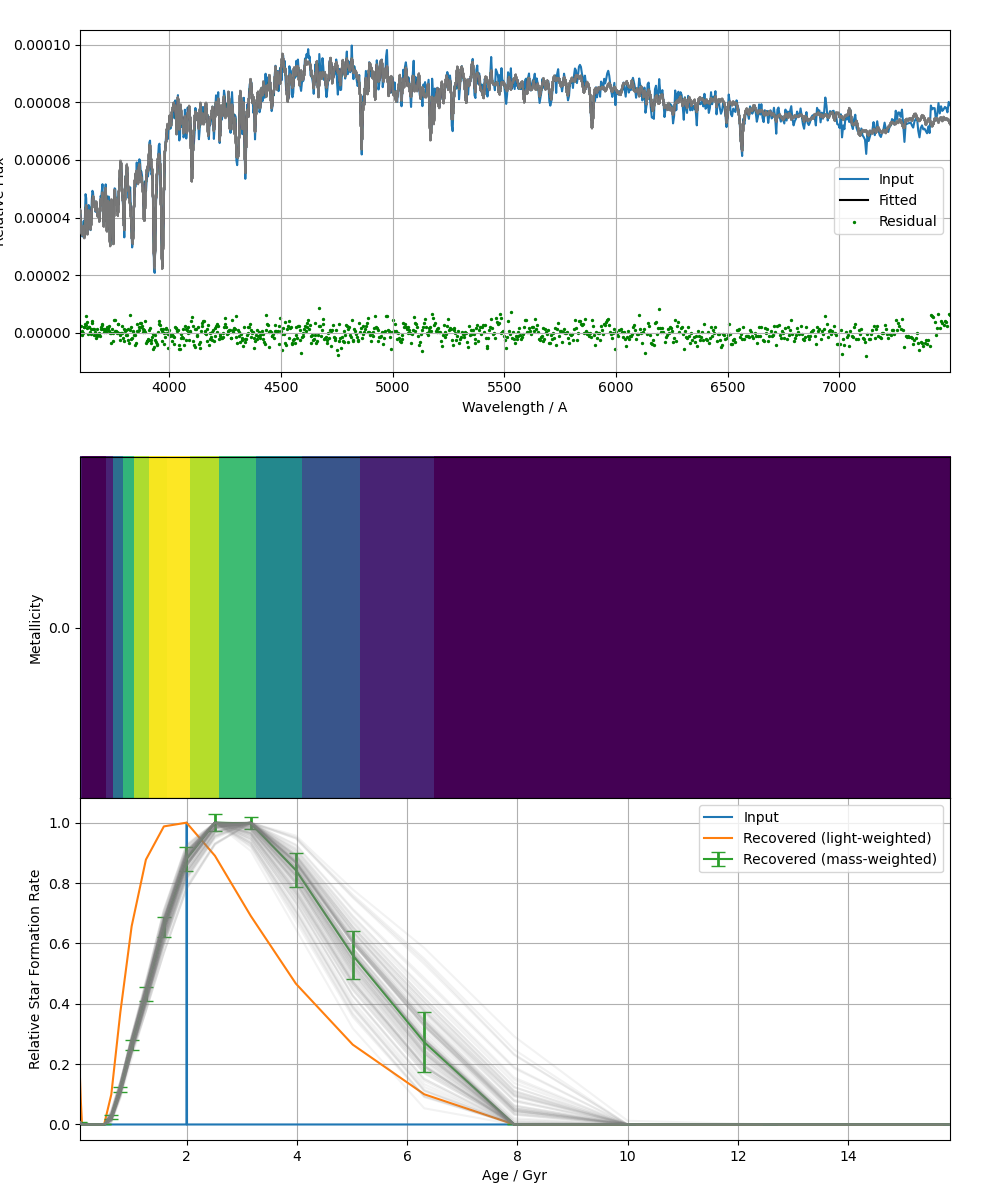 0.00010
0.00008
0.00006
0.00004
0.00002
0.00000
Input
Fitted
Residual
4000 4500 5000 5500 6000 6500 7000
Wavelength / A
Metallicity
0.0
Input
Recovered (light-weighted)
Recovered (mass-weighted)
Relative Star Formation Rate
1.0
0.8
0.6
0.4
0.2
0.0
2 4 6 8 10 12 14
Age / Gyr